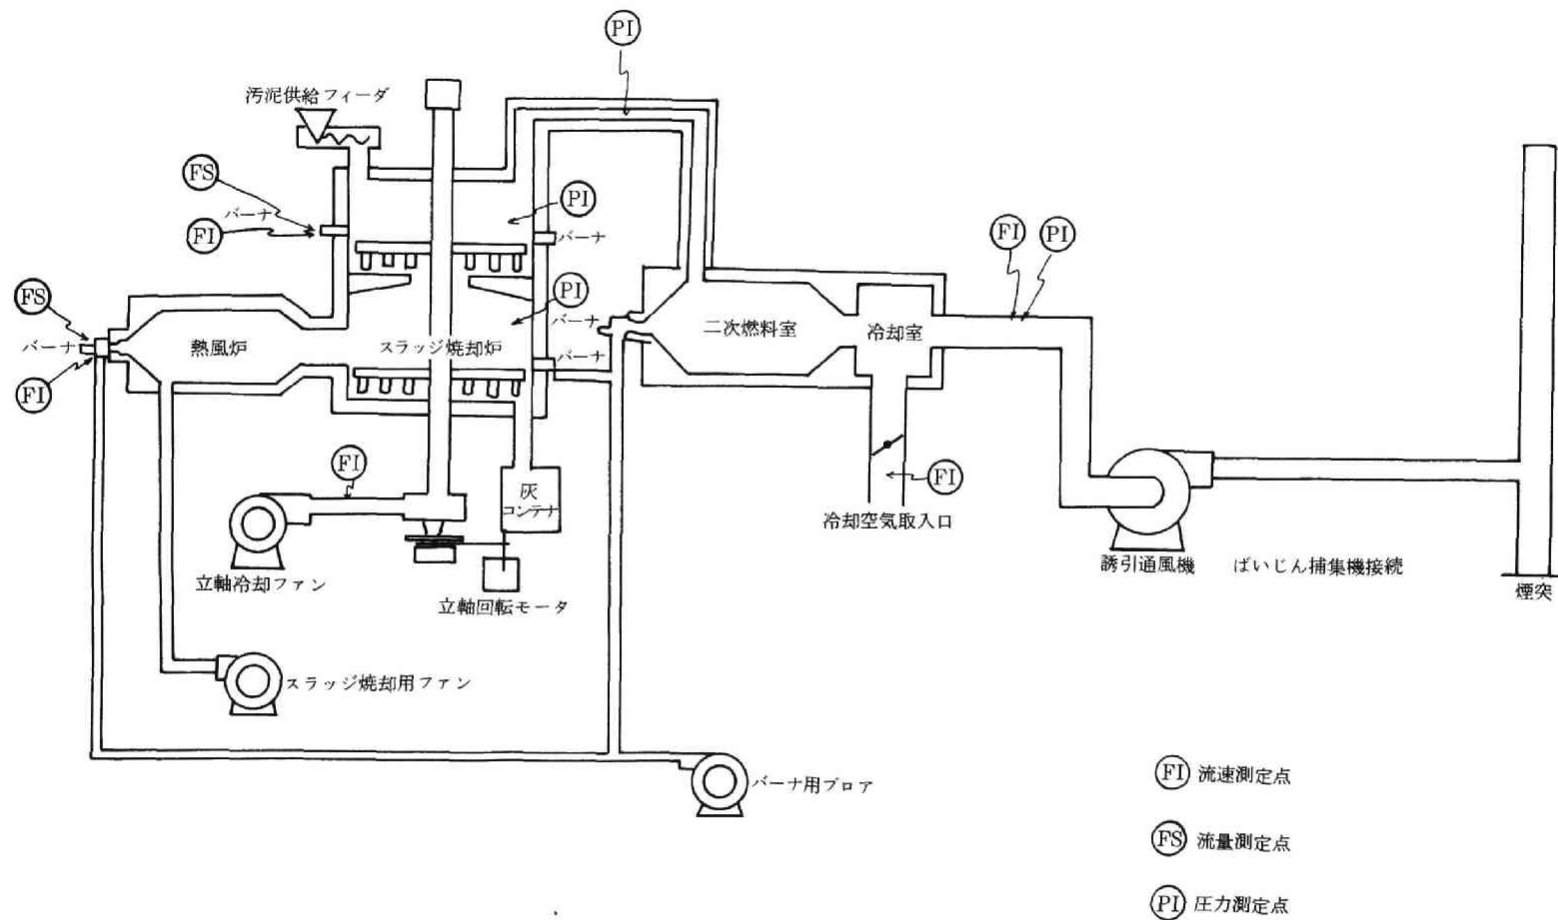 PI
汚泥供給フィーダ
FS
バーナ
FI
PI
バーナ
FI
PI
FS
PI
バーナ
二次燃料室
冷却室
バーナ
熱風炉
スラッジ焼却炉
バーナ
FI
FI
FI
灰
コンテナ
冷却空気取入口
立軸冷却ファン
誘引通風機
ばいじん捕集機接続
煙突
立軸回転モータ
スラッジ焼却用ファン
バーナ用ブロア
FI 流速測定点
FS 流量測定点
PI 圧力測定点